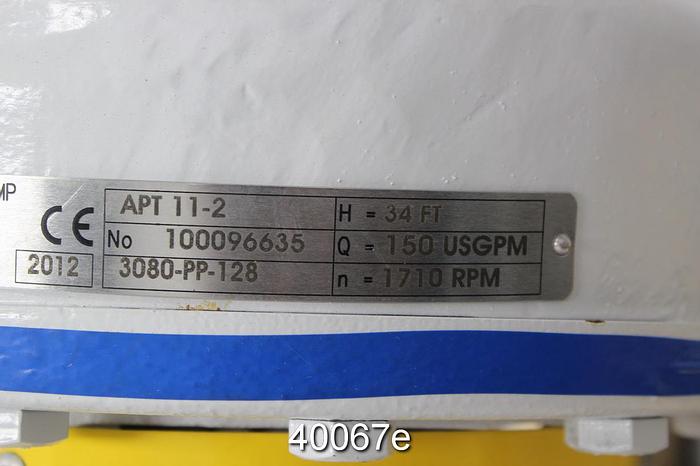 MP
CE
2012
APT 11-2
No 100096635
3080-PP-128
H = 34 FT
Q = 150 USGPM
n = 1710 RPM
40067e